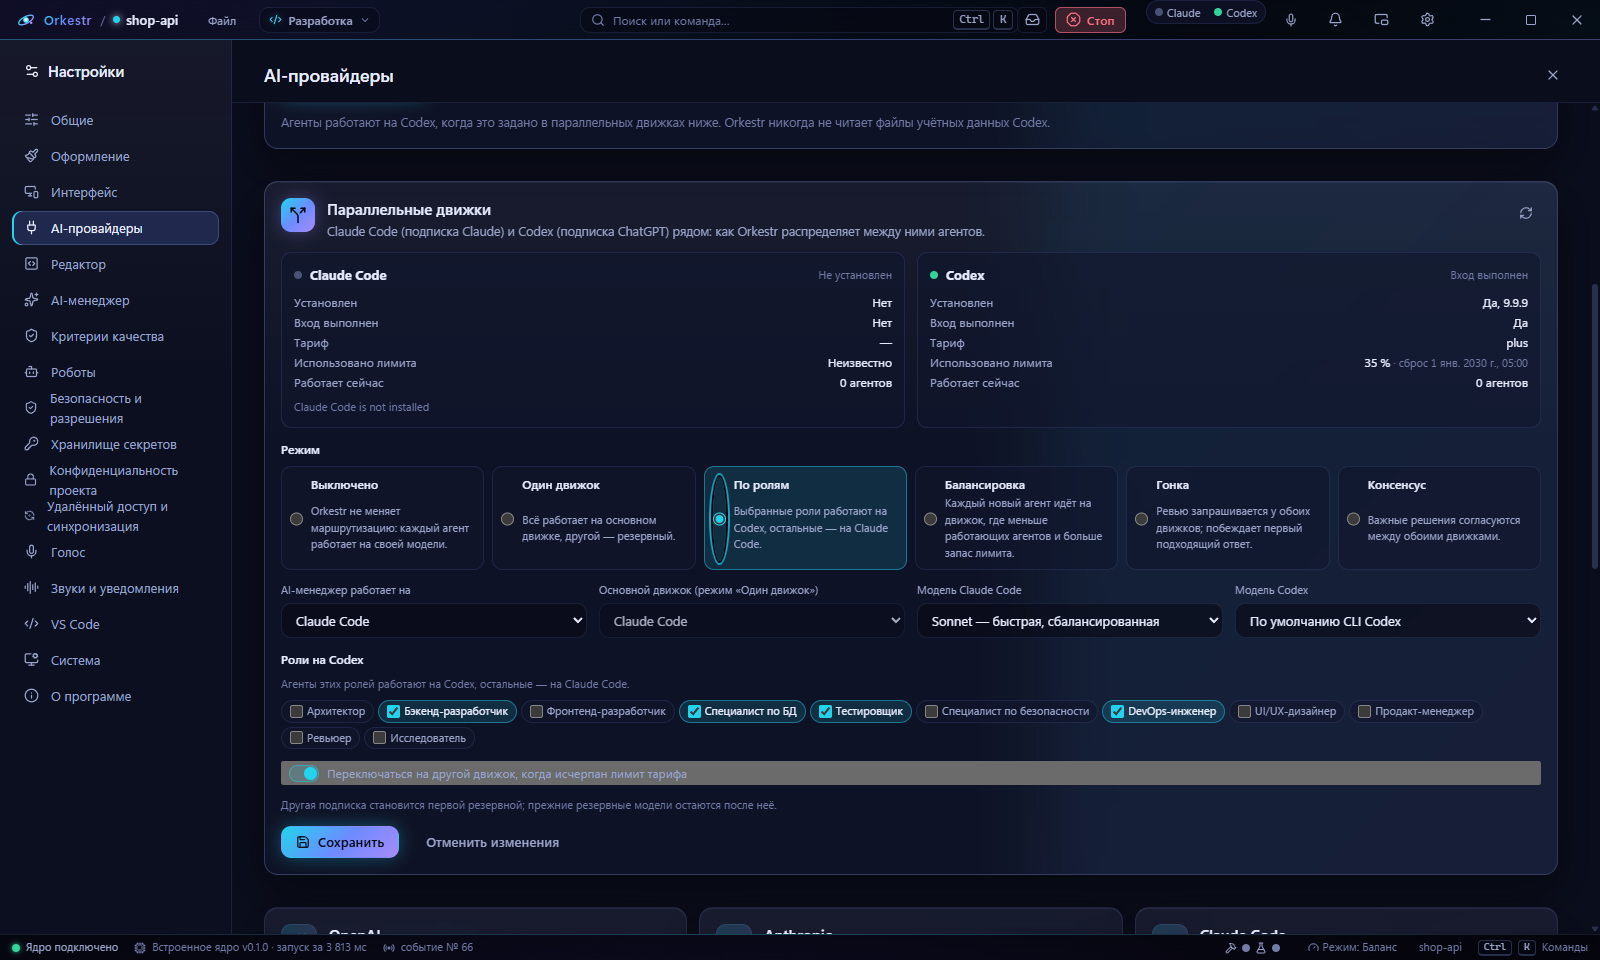 Orkestr / shop-api Файл Разработка Поиск или команда... Ctrl K Стоп Claude Codex
Настройки
Общие
Оформление
Интерфейс
AI-провайдеры
Редактор
AI-менеджер
Критерии качества
Роботы
Безопасность и
разрешения
Хранилище секретов
Конфиденциальность
проекта
Удалённый доступ и
синхронизация
Голос
Звуки и уведомления
VS Code
Система
О программе
AI-провайдеры
Агенты работают на Codex, когда это задано в параллельных движках ниже. Orkestr никогда не читает файлы учётных данных Codex.
Параллельные движки
Claude Code (подписка Claude) и Codex (подписка ChatGPT) рядом: как Orkestr распределяет между ними агентов.
Claude Code Не установлен
Установлен Нет
Вход выполнен Нет
Тариф —
Использовано лимита Неизвестно
Работает сейчас 0 агентов
Claude Code is not installed
Codex Вход выполнен
Установлен Да, 9.9.9
Вход выполнен Да
Тариф plus
Использовано лимита 35 % · сброс 1 янв. 2030 г., 05:00
Работает сейчас 0 агентов
Режим
Выключено
Orkestr не меняет
маршрутизацию: каждый агент
работает на своей модели.
Один движок
Всё работает на основном
движке, другой — резервный.
По ролям
Выбранные роли работают на
Codex, остальные — на Claude
Code.
Балансировка
Каждый новый агент идёт на
движок, где меньше
работающих агентов и больше
запас лимита.
Гонка
Ревью запрашивается у обоих
движков; побеждает первый
подходящий ответ.
Консенсус
Важные решения согласуются
между обоими движками.
AI-менеджер работает на
Claude Code
Основной движок (режим «Один движок»)
Claude Code
Модель Claude Code
Sonnet — быстрая, сбалансированная
Модель Codex
По умолчанию CLI Codex
Роли на Codex
Агенты этих ролей работают на Codex, остальные — на Claude Code.
Архитектор Бэкенд-разработчик Фронтенд-разработчик Специалист по БД Тестировщик Специалист по безопасности DevOps-инженер UI/UX-дизайнер Продакт-менеджер
Ревьюер Исследователь
Переключаться на другой движок, когда исчерпан лимит тарифа
Другая подписка становится первой резервной; прежние резервные модели остаются после неё.
Сохранить Отменить изменения
OpenAI Anthropic Claude Code
Ядро подключено Встроенное ядро v0.1.0 · запуск за 3 813 мс событие № 66 Режим: Баланс shop-api Ctrl K Команды